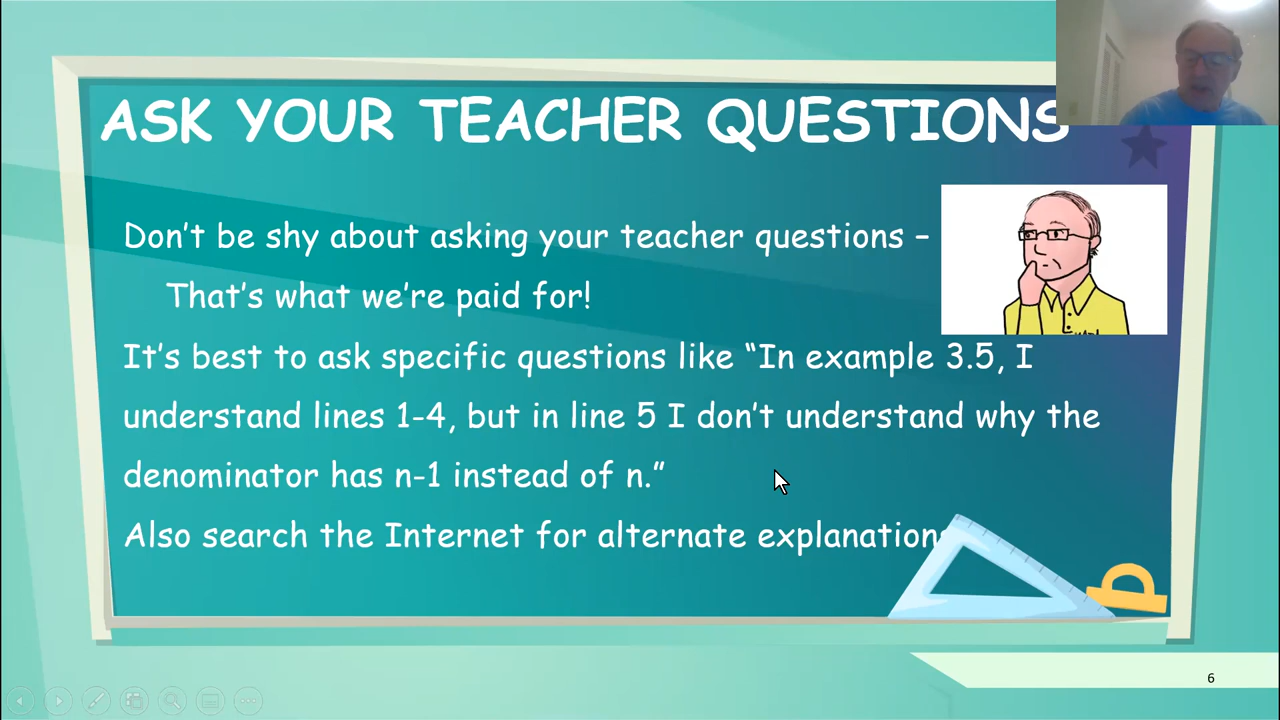 ASK YOUR TEACHER QUESTIONS
Don't be shy about asking your teacher questions –
That's what we're paid for!
It's best to ask specific questions like “In example 3.5, I
understand lines 1-4, but in line 5 I don't understand why the
denominator has n-1 instead of n.”
Also search the Internet for alternate explanations
6